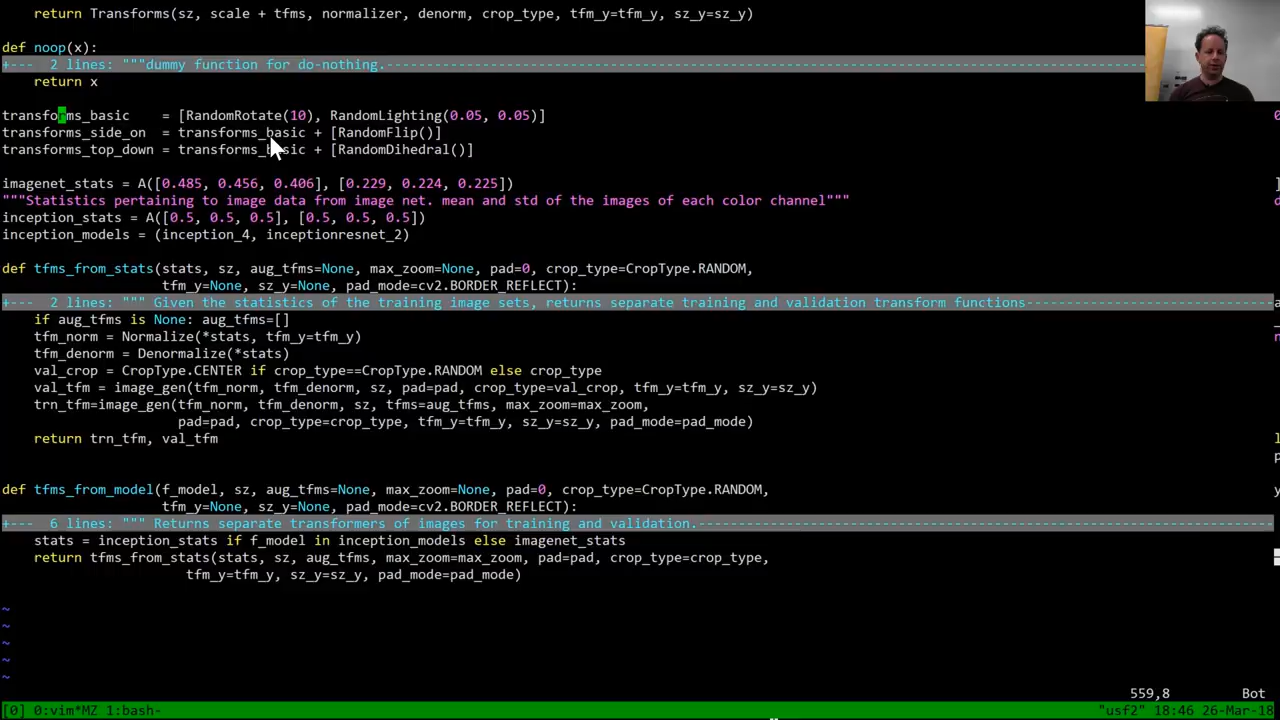 return Transforms(sz, scale + tfms, normalizer, denorm, crop_type, tfm_y=tfm_y, sz_y=sz_y)
def noop(x):
+---  2 lines: """dummy function for do-nothing.
    return x
transforms_basic    = [RandomRotate(10), RandomLighting(0.05, 0.05)]
transforms_side_on  = transforms_basic + [RandomFlip()]
transforms_top_down = transforms_basic + [RandomDihedral()]
imagenet_stats = A([0.485, 0.456, 0.406], [0.229, 0.224, 0.225])
"""Statistics pertaining to image data from image net. mean and std of the images of each color channel"""
inception_stats = A([0.5, 0.5, 0.5], [0.5, 0.5, 0.5])
inception_models = (inception_4, inceptionresnet_2)
def tfms_from_stats(stats, sz, aug_tfms=None, max_zoom=None, pad=0, crop_type=CropType.RANDOM,
                    tfm_y=None, sz_y=None, pad_mode=cv2.BORDER_REFLECT):
+---  2 lines: """ Given the statistics of the training image sets, returns separate training and validation transform functions
    if aug_tfms is None: aug_tfms=[]
    tfm_norm = Normalize(*stats, tfm_y=tfm_y)
    tfm_denorm = Denormalize(*stats)
    val_crop = CropType.CENTER if crop_type==CropType.RANDOM else crop_type
    val_tfm = image_gen(tfm_norm, tfm_denorm, sz, pad=pad, crop_type=val_crop, tfm_y=tfm_y, sz_y=sz_y)
    trn_tfm=image_gen(tfm_norm, tfm_denorm, sz, tfms=aug_tfms, max_zoom=max_zoom,
                      pad=pad, crop_type=crop_type, tfm_y=tfm_y, sz_y=sz_y, pad_mode=pad_mode)
    return trn_tfm, val_tfm
def tfms_from_model(f_model, sz, aug_tfms=None, max_zoom=None, pad=0, crop_type=CropType.RANDOM,
                    tfm_y=None, sz_y=None, pad_mode=cv2.BORDER_REFLECT):
+---  6 lines: """ Returns separate transformers of images for training and validation.
    stats = inception_stats if f_model in inception_models else imagenet_stats
    return tfms_from_stats(stats, sz, aug_tfms, max_zoom=max_zoom, pad=pad, crop_type=crop_type,
                       tfm_y=tfm_y, sz_y=sz_y, pad_mode=pad_mode)
~
~
~
~
~
559,8 Bot
[0] 0:vim*MZ 1:bash- "usf2" 18:46 26-Mar-18